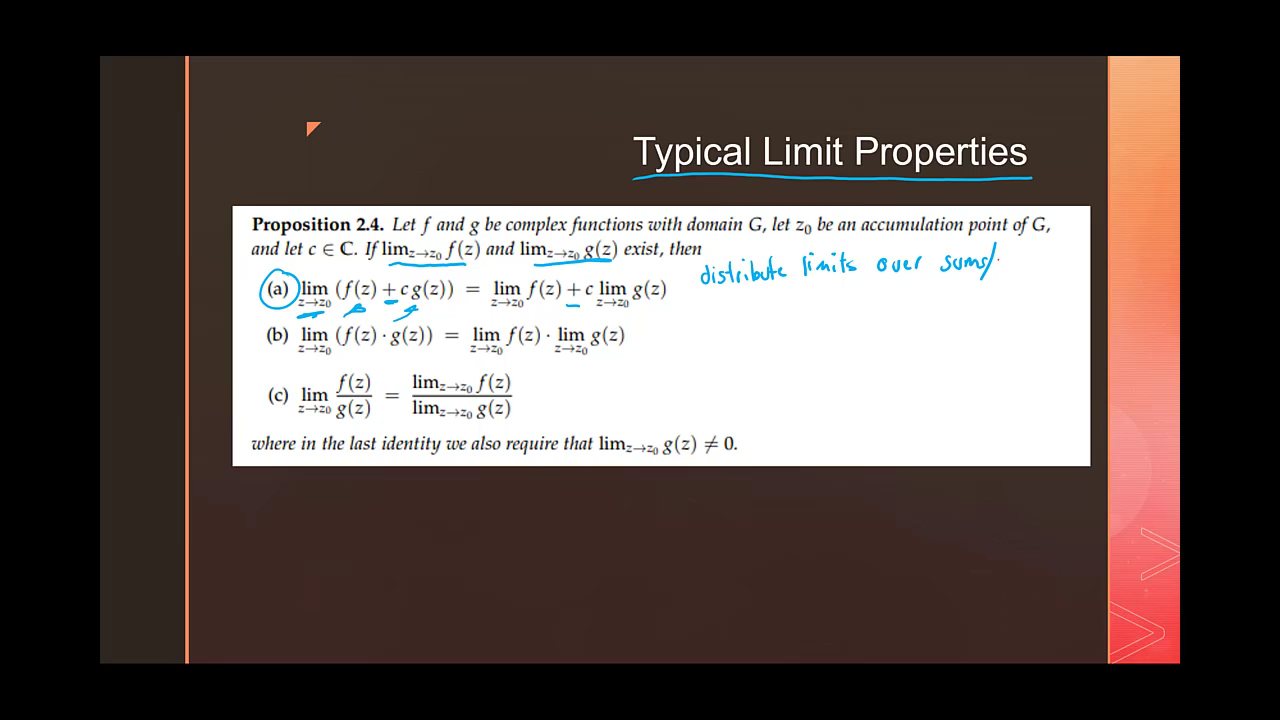 Typical Limit Properties
Proposition 2.4. Let f and g be complex functions with domain G, let z₀ be an accumulation point of G,
and let c ∈ ℂ. If lim_{z→z₀} f(z) and lim_{z→z₀} g(z) exist, then
distribute limits over sums/
(a) lim_{z→z₀} (f(z) + c g(z)) = lim_{z→z₀} f(z) + c lim_{z→z₀} g(z)
(b) lim_{z→z₀} (f(z) · g(z)) = lim_{z→z₀} f(z) · lim_{z→z₀} g(z)
(c) lim_{z→z₀} f(z)/g(z) = lim_{z→z₀} f(z) / lim_{z→z₀} g(z)
where in the last identity we also require that lim_{z→z₀} g(z) ≠ 0.